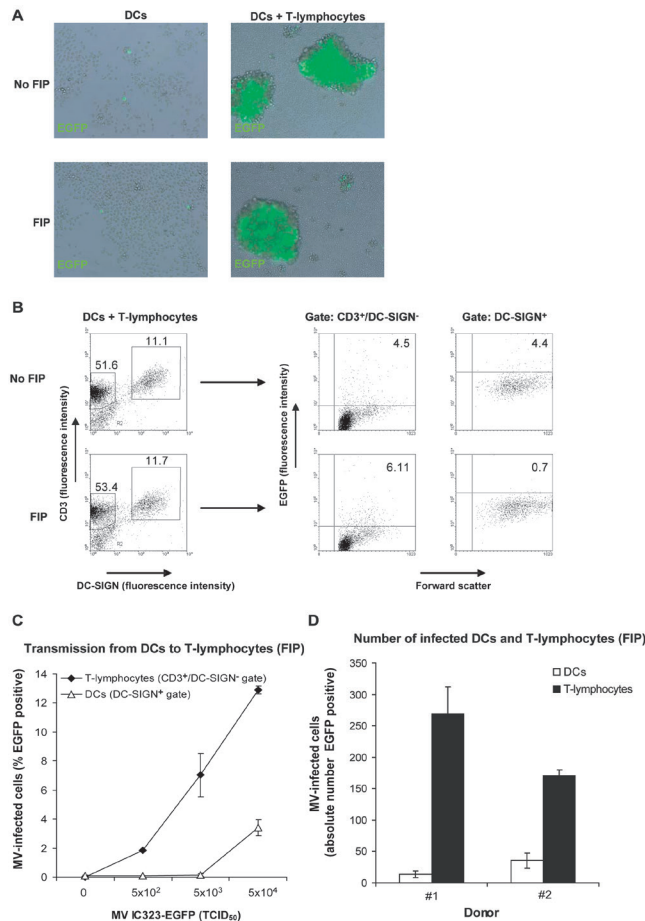 A
DCs
DCs + T-lymphocytes
No FIP
EGFP
EGFP
FIP
EGFP
EGFP
B
DCs + T-lymphocytes
Gate: CD3⁺/DC-SIGN⁻
Gate: DC-SIGN⁺
No FIP
51.6
11.1
4.5
4.4
FIP
53.4
11.7
6.11
0.7
CD3 (fluorescence intensity)
EGFP (fluorescence intensity)
DC-SIGN (fluorescence intensity)
Forward scatter
C
Transmission from DCs to T-lymphocytes (FIP)
T-lymphocytes (CD3⁺/DC-SIGN⁻ gate)
DCs (DC-SIGN⁺ gate)
MV-infected cells (% EGFP positive)
14
12
10
8
6
4
2
0
0 5x10² 5x10³ 5x10⁴
MV IC323-EGFP (TCID₅₀)
D
Number of infected DCs and T-lymphocytes (FIP)
DCs
T-lymphocytes
MV-infected cells
(absolute number EGFP positive)
350
300
250
200
150
100
50
0
#1 #2
Donor